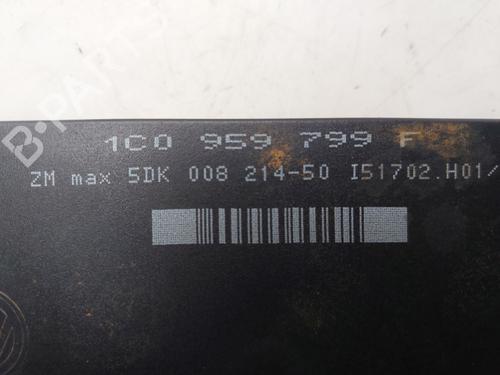 B-PARTS
1C0 959 799 F
ZM max 5DK 008 214-50 I51702.H01/